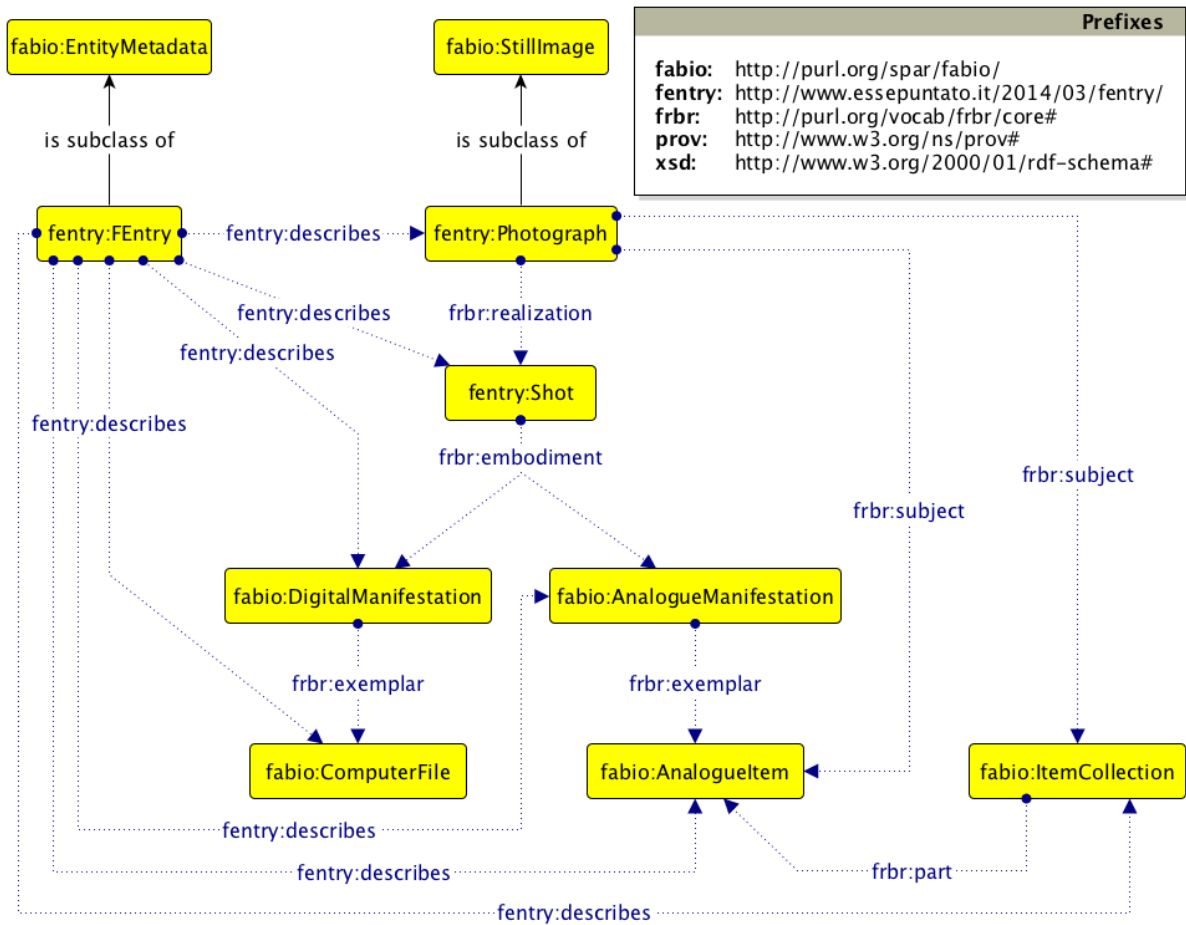 fabio:EntityMetadata
fabio:StillImage
Prefixes
fabio: http://purl.org/spar/fabio/
fentry: http://www.essepuntato.it/2014/03/fentry/
frbr: http://purl.org/vocab/frbr/core#
prov: http://www.w3.org/ns/prov#
xsd: http://www.w3.org/2000/01/rdf-schema#
is subclass of
is subclass of
fentry:FEntry
fentry:describes
fentry:Photograph
fentry:describes
frbr:realization
fentry:describes
fentry:Shot
fentry:describes
frbr:embodiment
frbr:subject
frbr:subject
fabio:DigitalManifestation
fabio:AnalogueManifestation
frbr:exemplar
frbr:exemplar
fabio:ComputerFile
fabio:AnalogueItem
fabio:ItemCollection
fentry:describes
fentry:describes
frbr:part
fentry:describes